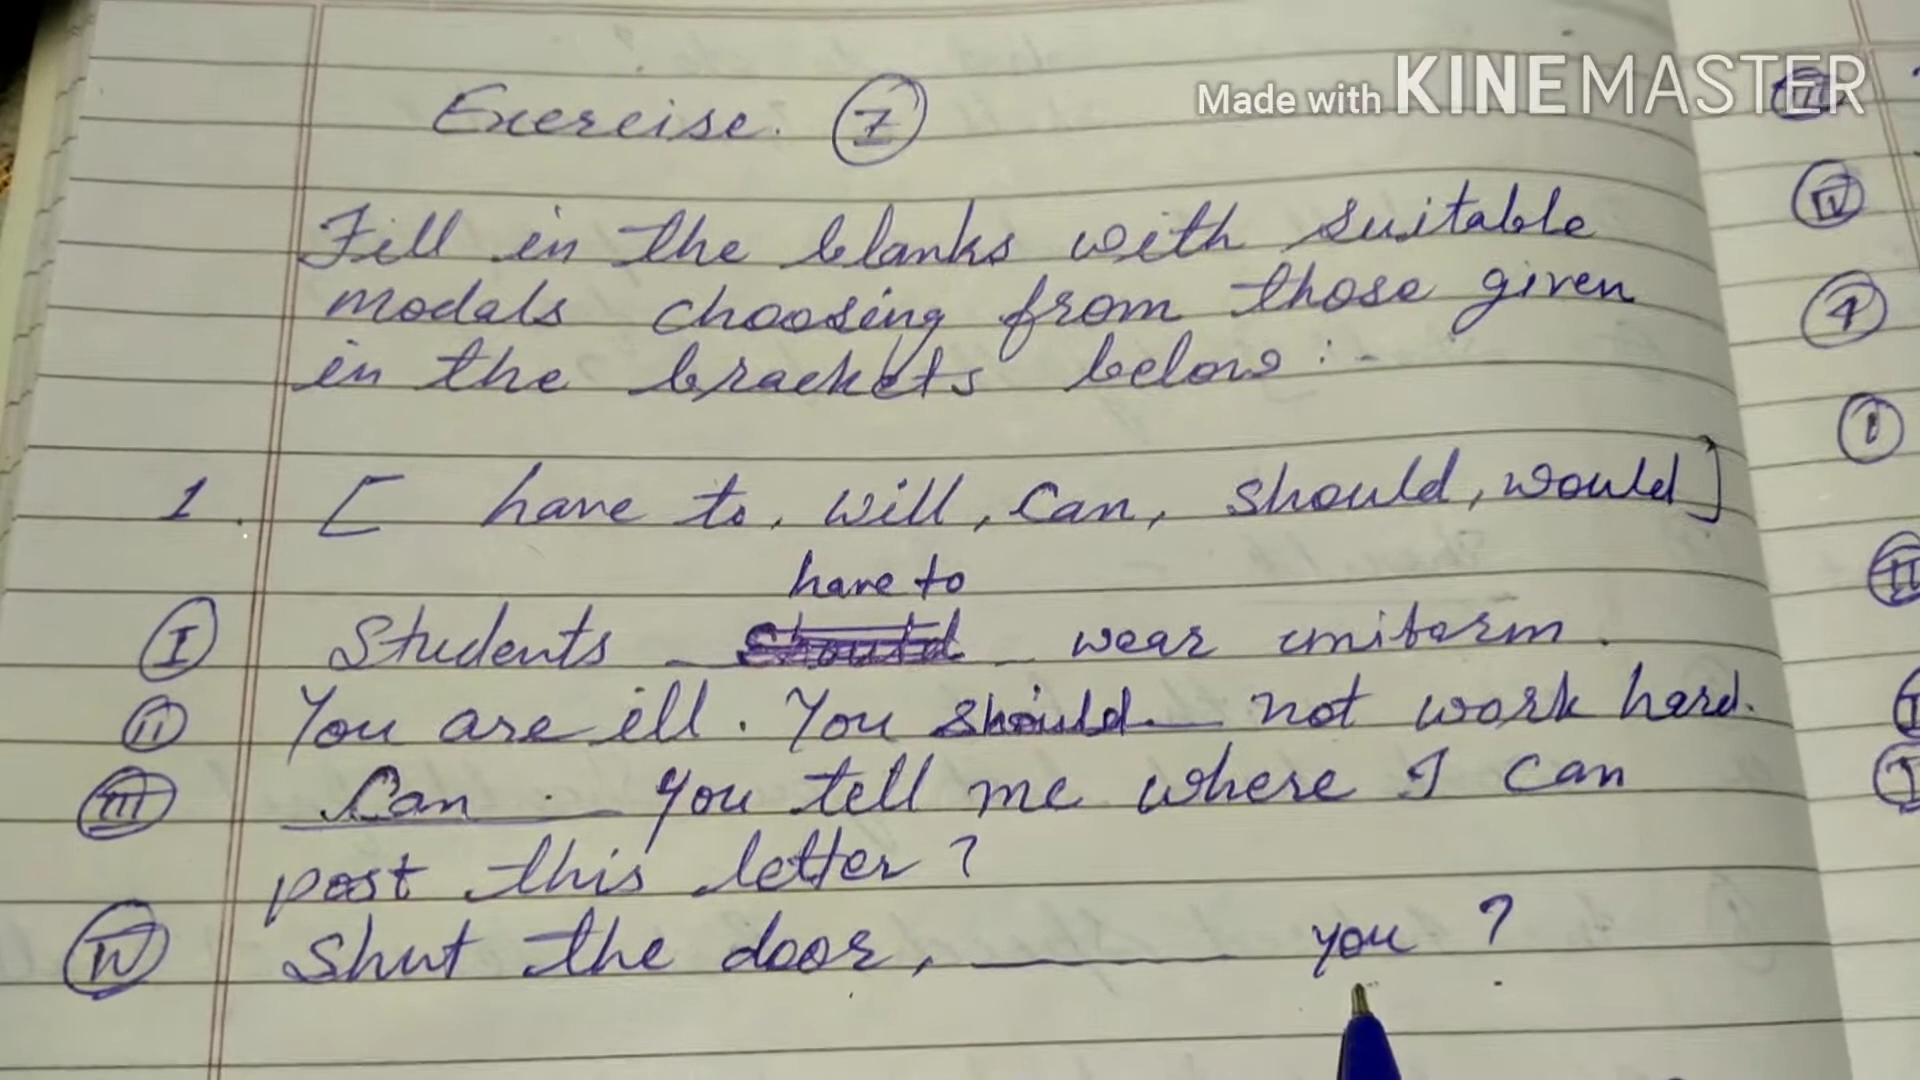 Made with KINEMASTER
Exercise. 7
Fill in the blanks with suitable
modals choosing from those given
in the brackets below :-
1. [ have to, will, can, should, would ]
have to
I Students should wear uniform.
II You are ill. You should not work hard.
III Can you tell me where I can
post this letter ?
IV Shut the door, ______ you ?
III
IV